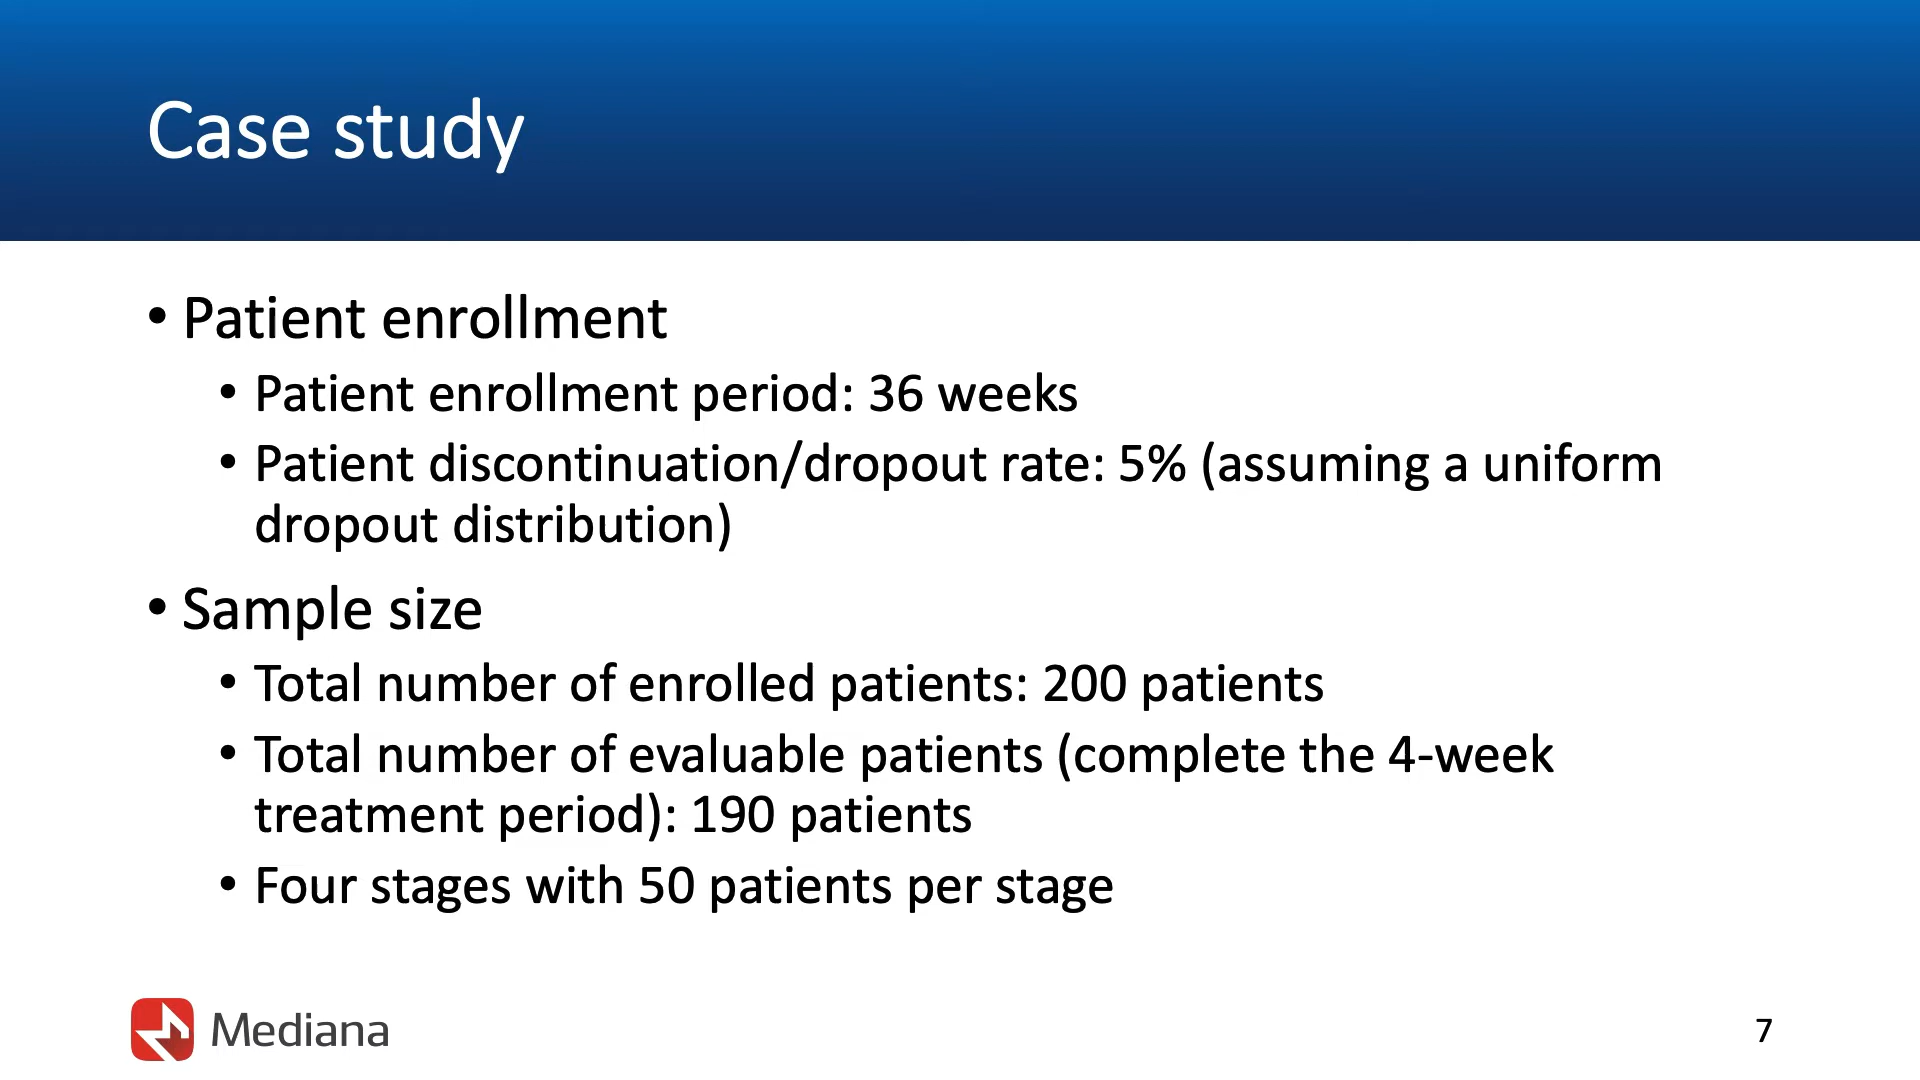 Case study
• Patient enrollment
• Patient enrollment period: 36 weeks
• Patient discontinuation/dropout rate: 5% (assuming a uniform
dropout distribution)
• Sample size
• Total number of enrolled patients: 200 patients
• Total number of evaluable patients (complete the 4-week
treatment period): 190 patients
• Four stages with 50 patients per stage
Mediana
7